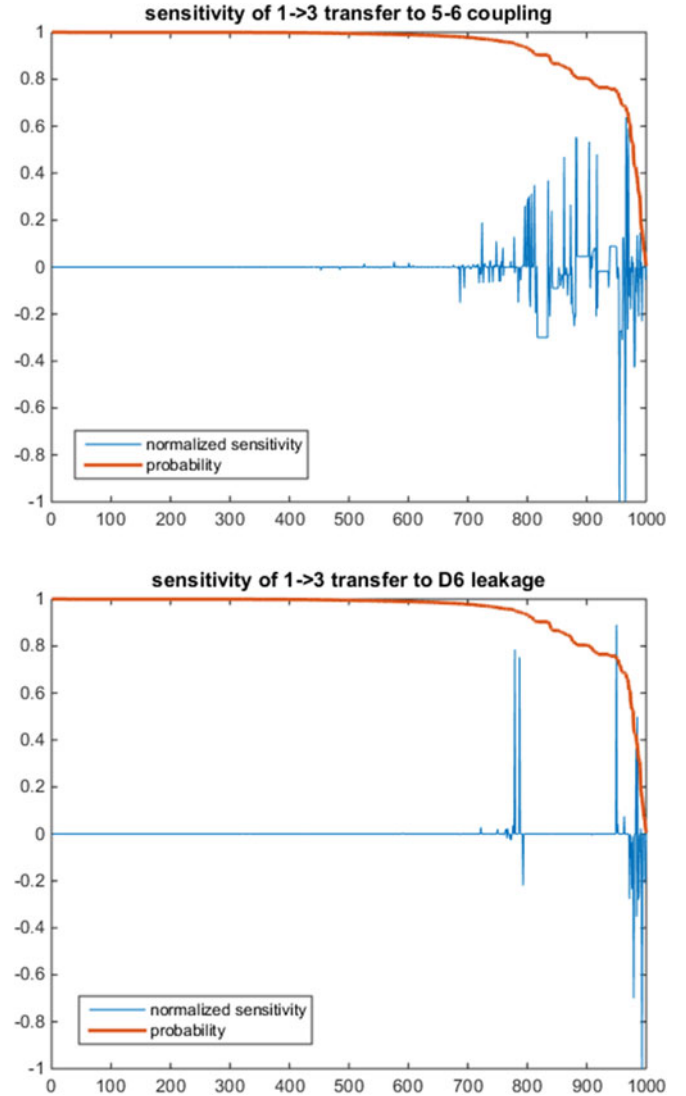 sensitivity of 1->3 transfer to 5-6 coupling
1
0.8
0.6
0.4
0.2
0
-0.2
-0.4
-0.6
-0.8
-1
normalized sensitivity
probability
0 100 200 300 400 500 600 700 800 900 1000
sensitivity of 1->3 transfer to D6 leakage
1
0.8
0.6
0.4
0.2
0
-0.2
-0.4
-0.6
-0.8
-1
normalized sensitivity
probability
0 100 200 300 400 500 600 700 800 900 1000